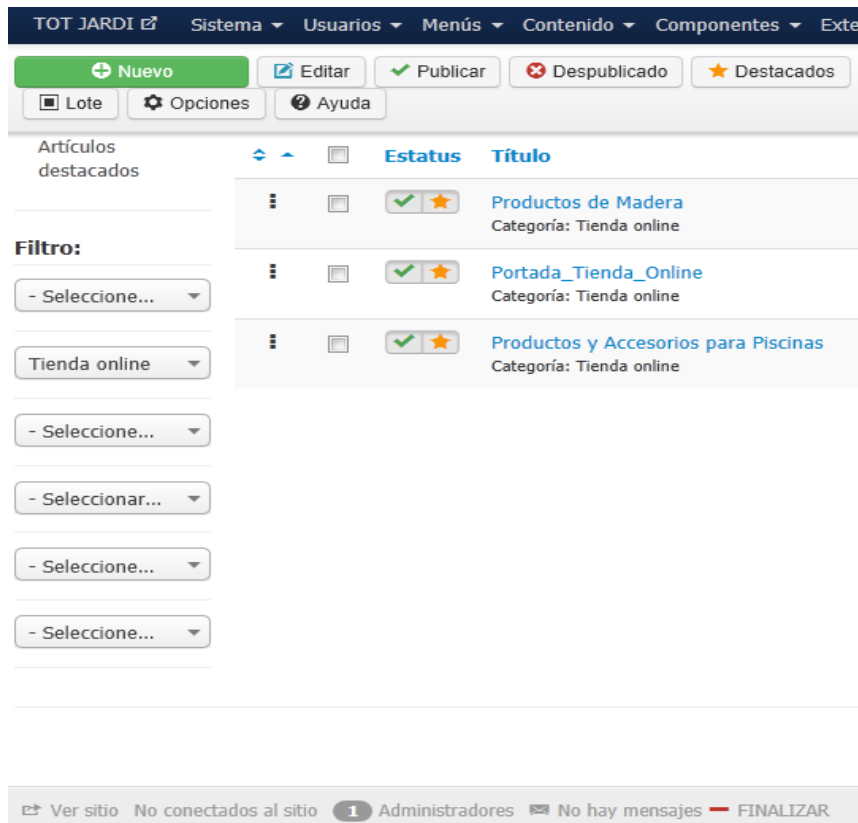 TOT JARDI Sistema Usuarios Menús Contenido Componentes Exte
Nuevo Editar Publicar Despublicado Destacados
Lote Opciones Ayuda
Artículos
destacados
Estatus Título
Productos de Madera
Categoría: Tienda online
Filtro:
Portada_Tienda_Online
Categoría: Tienda online
- Seleccione...
Productos y Accesorios para Piscinas
Categoría: Tienda online
Tienda online
- Seleccione...
- Seleccionar...
- Seleccione...
- Seleccione...
Ver sitio No conectados al sitio 1 Administradores No hay mensajes FINALIZAR